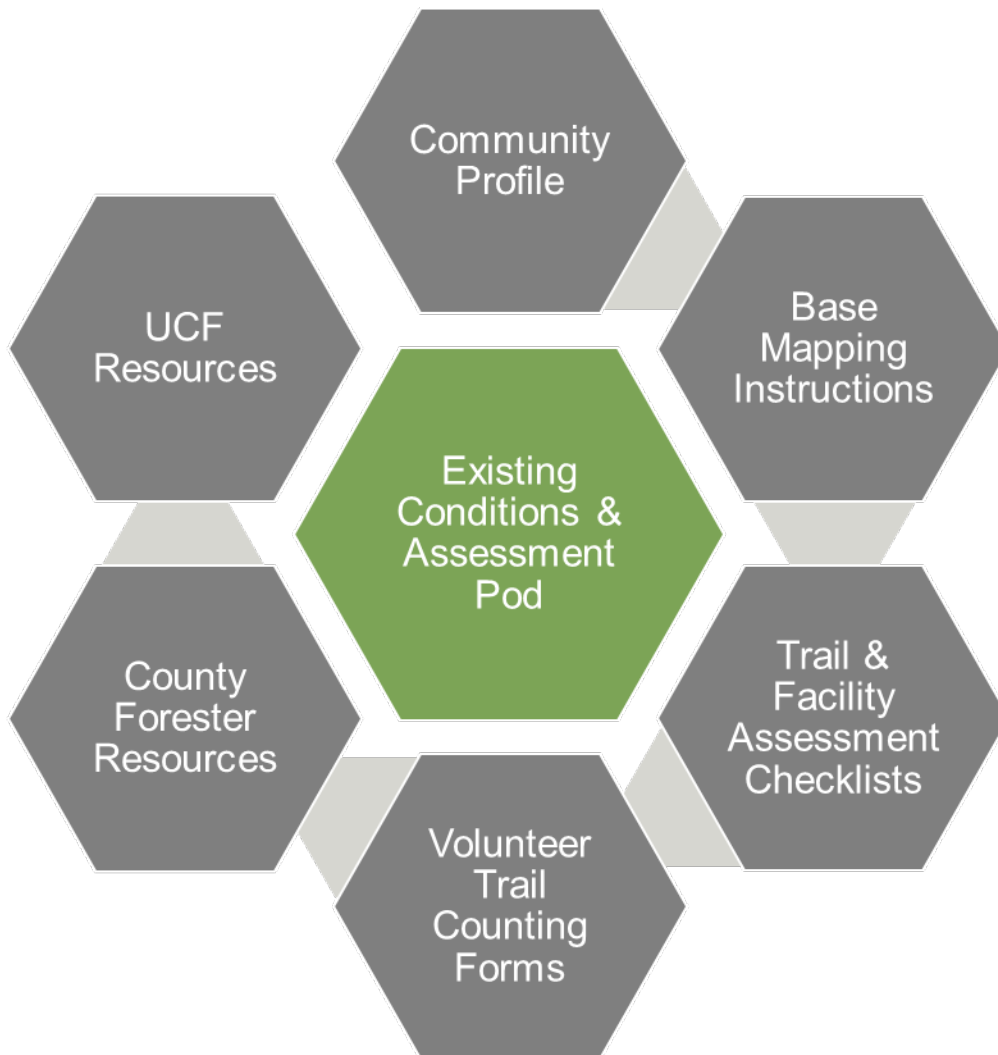 Community
Profile
Base
Mapping
Instructions
Trail &
Facility
Assessment
Checklists
Volunteer
Trail
Counting
Forms
County
Forester
Resources
UCF
Resources
Existing
Conditions &
Assessment
Pod